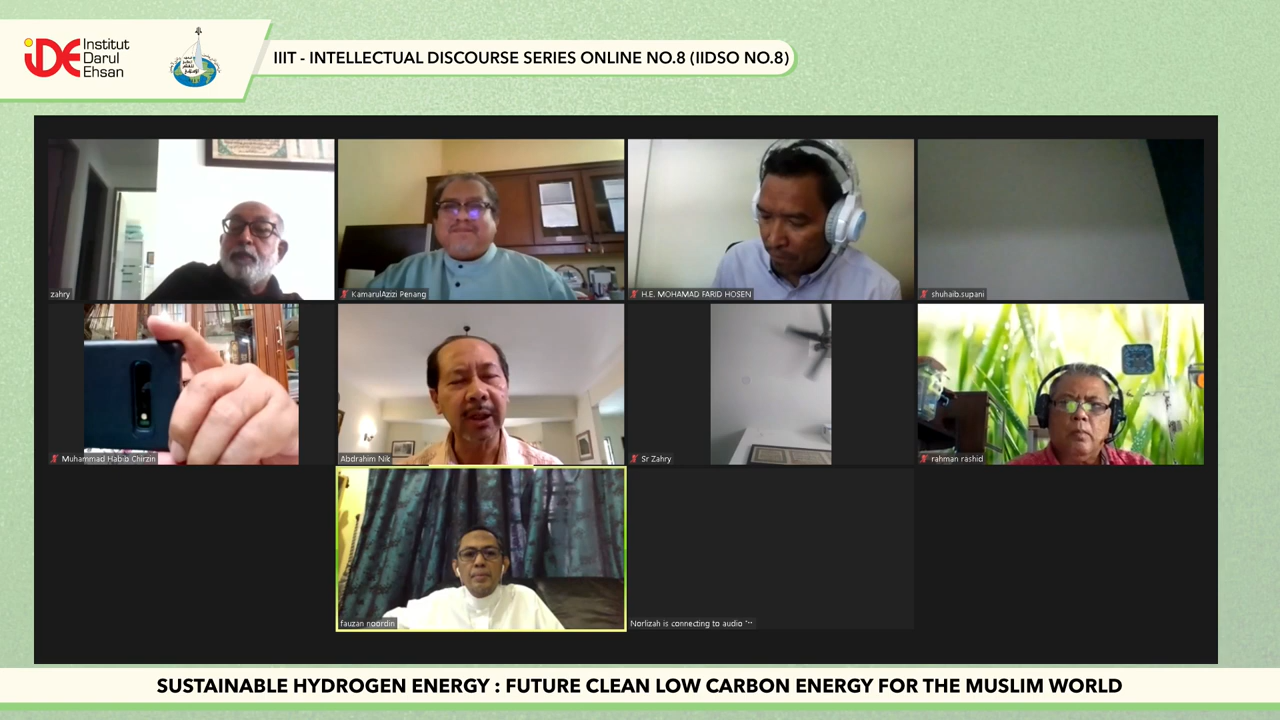 iDE Institut
Darul
Ehsan
IIIT - INTELLECTUAL DISCOURSE SERIES ONLINE NO.8 (IIDSO NO.8)
zahry
KamarulAzizi Penang
H.E. MOHAMAD FARID HOSEN
shuhaib.supani
Muhammad Habib Chirzin
Abdrahim Nik
Sr Zahry
rahman rashid
fauzan noordin
Norlizah is connecting to audio
SUSTAINABLE HYDROGEN ENERGY : FUTURE CLEAN LOW CARBON ENERGY FOR THE MUSLIM WORLD